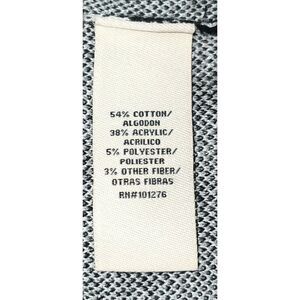 54% COTTON/
ALGODON
38% ACRYLIC/
ACRILICO
5% POLYESTER/
POLIESTER
3% OTHER FIBER/
OTRAS FIBRAS
RN#101276